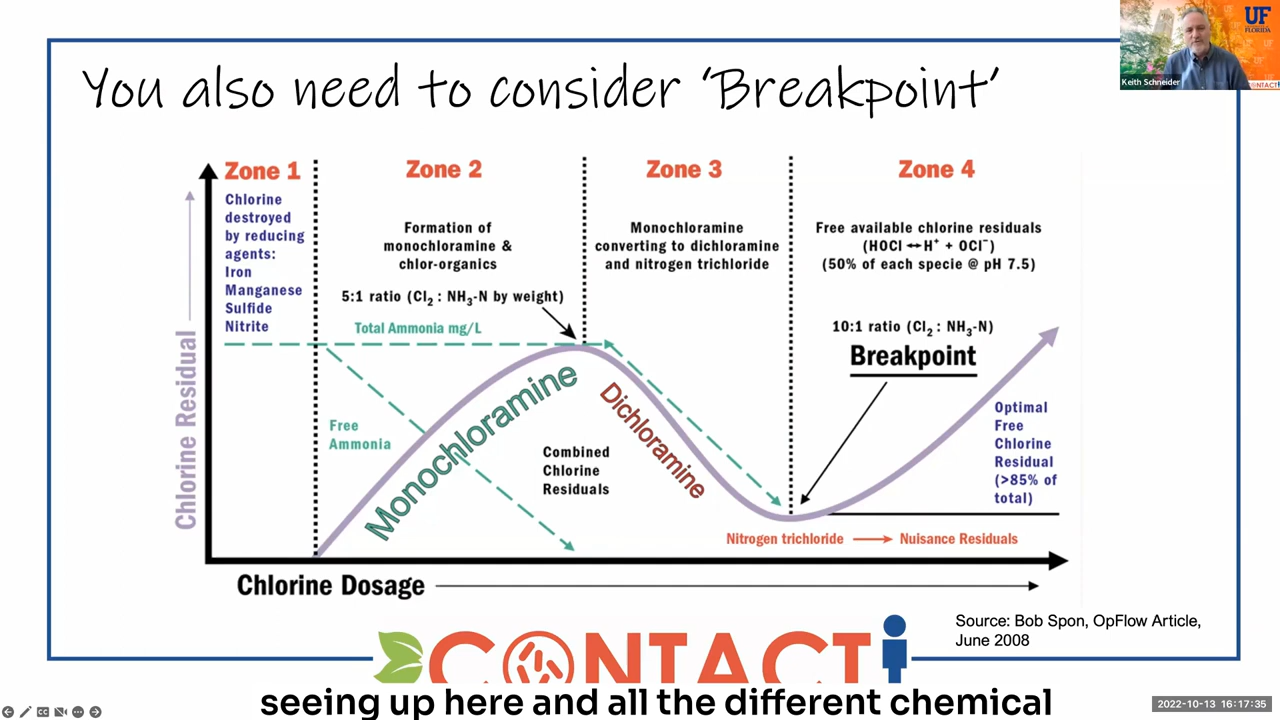 You also need to consider ‘Breakpoint’
UF
UNIVERSITY of
FLORIDA
Keith Schneider
Zone 1
Zone 2
Zone 3
Zone 4
Chlorine
destroyed
by reducing
agents:
Iron
Manganese
Sulfide
Nitrite
Formation of
monochloramine &
chlor-organics
5:1 ratio (Cl₂ : NH₃-N by weight)
Total Ammonia mg/L
Monochloramine
converting to dichloramine
and nitrogen trichloride
Free available chlorine residuals
(HOCl ↔ H⁺ + OCl⁻)
(50% of each specie @ pH 7.5)
10:1 ratio (Cl₂ : NH₃-N)
Breakpoint
Chlorine Residual
Free
Ammonia
Monochloramine
Combined
Chlorine
Residuals
Dichloramine
Optimal
Free
Chlorine
Residual
(>85% of
total)
Nitrogen trichloride → Nuisance Residuals
Chlorine Dosage
Source: Bob Spon, OpFlow Article,
June 2008
CONTACT
seeing up here and all the different chemical
2022-10-13 16:17:35